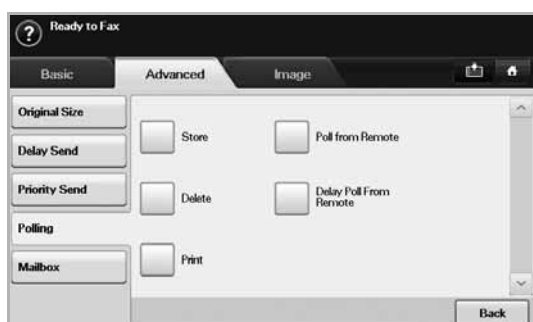 Ready to Fax
Basic
Advanced
Image
Original Size
Delay Send
Priority Send
Polling
Mailbox
Store
Poll from Remote
Delete
Delay Poll From
Remote
Print
Back